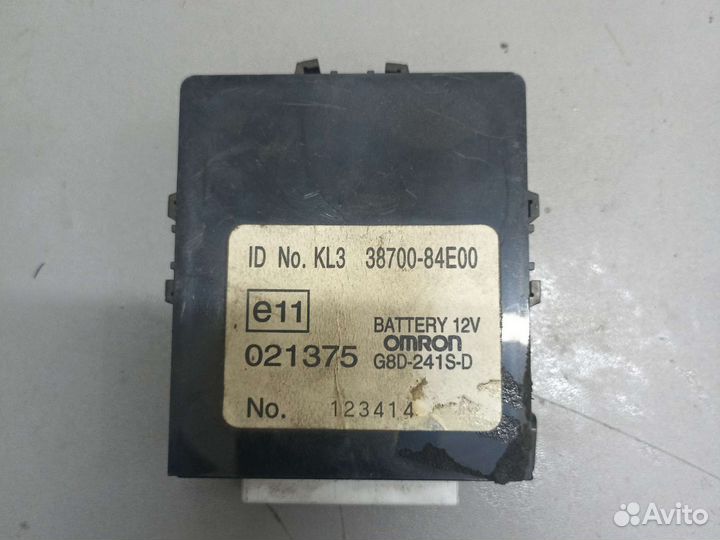 ID No. KL3 38700-84E00
e11
BATTERY 12V
OMRON
021375 G8D-241S-D
No. 123414
Avito